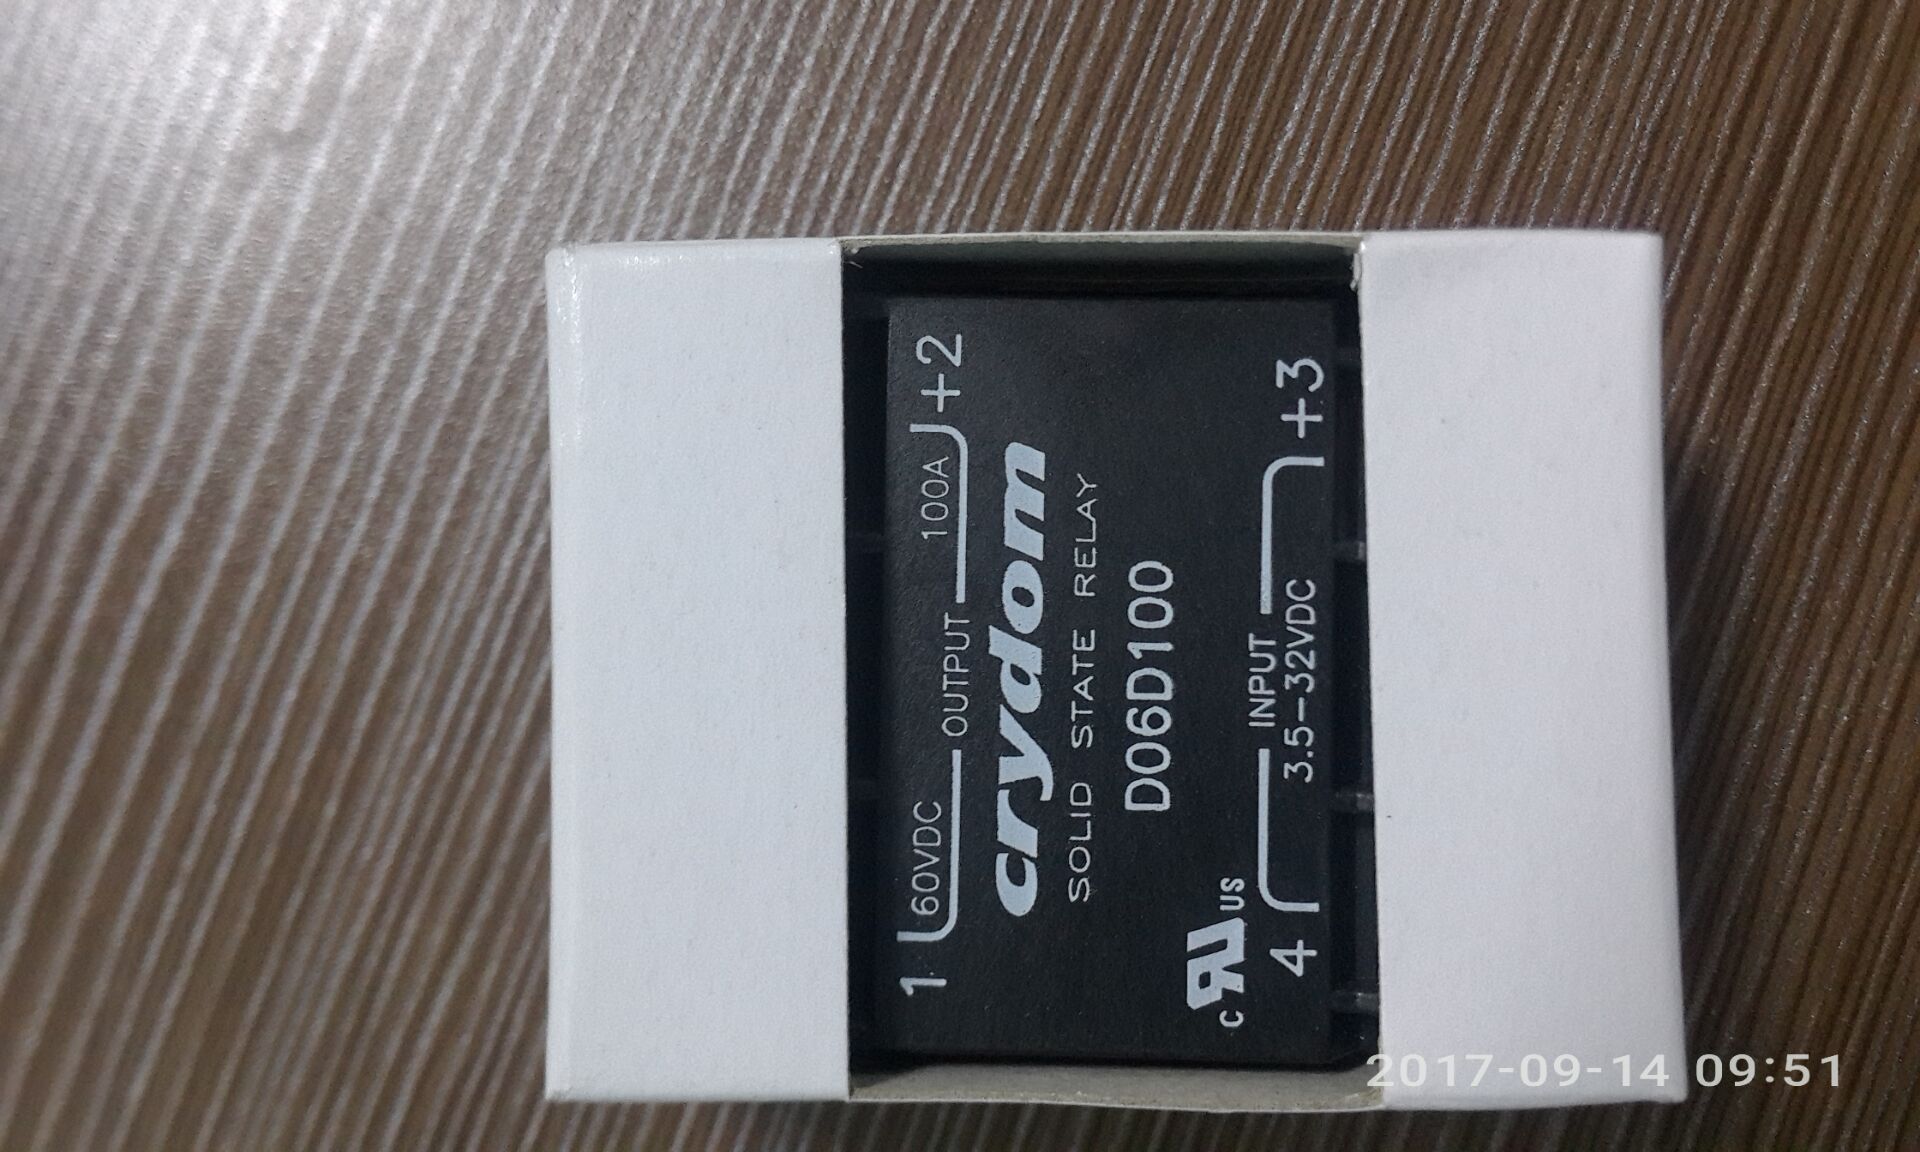 1 +2
60VDC OUTPUT 100A
crydom
SOLID STATE RELAY
D06D100
c RU US
INPUT
4 3.5-32VDC +3
2017-09-14 09:51